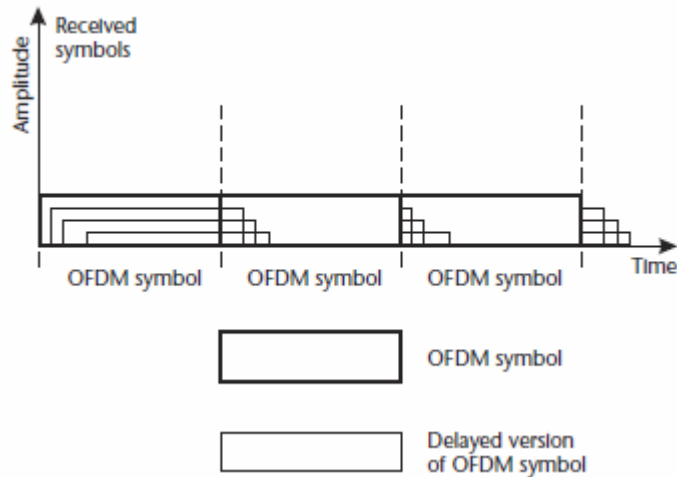 Received
symbols
Amplitude
Time
OFDM symbol OFDM symbol OFDM symbol
OFDM symbol
Delayed version
of OFDM symbol